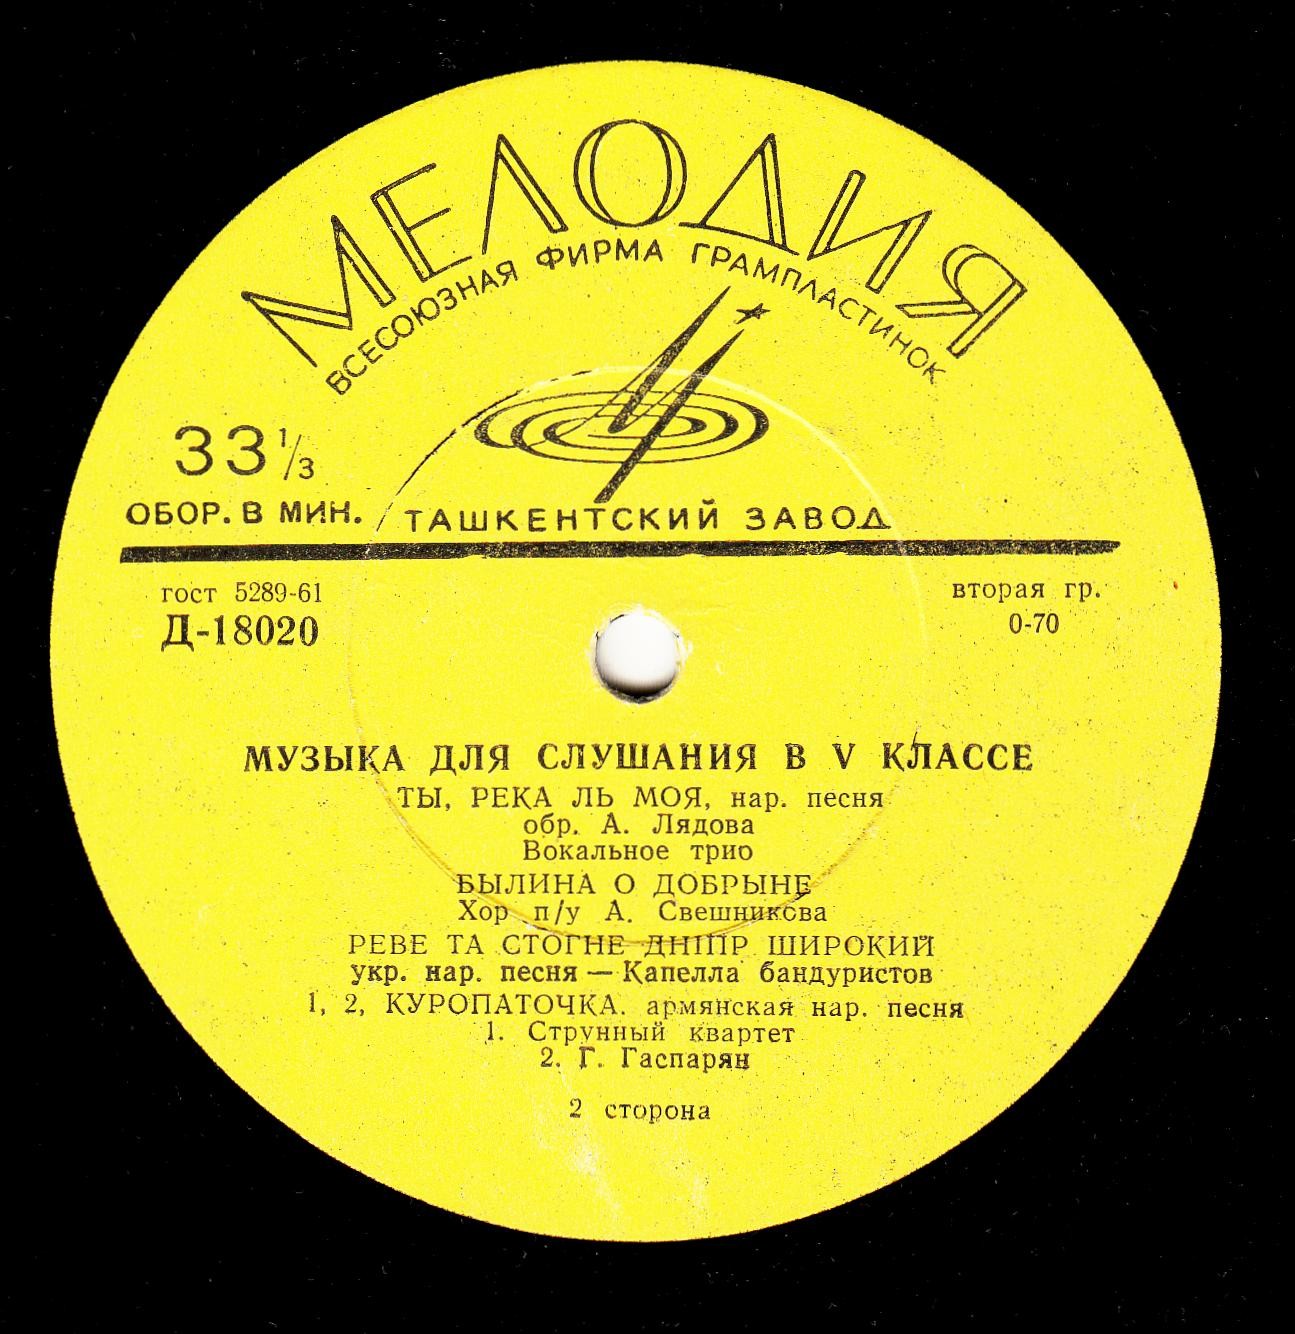 МЕЛОДИЯ
ВСЕСОЮЗНАЯ ФИРМА ГРАМПЛАСТИНОК
33 1/3
ОБОР. В МИН.
ТАШКЕНТСКИЙ ЗАВОД
гост 5289-61
вторая гр.
Д-18020
0-70
МУЗЫКА ДЛЯ СЛУШАНИЯ В V КЛАССЕ
ТЫ, РЕКА ЛЬ МОЯ, нар. песня
обр. А. Лядова
Вокальное трио
БЫЛИНА О ДОБРЫНЕ
Хор п/у А. Свешникова
РЕВЕ ТА СТОГНЕ ДНІПР ШИРОКИЙ
укр. нар. песня — Капелла бандуристов
1, 2, КУРОПАТОЧКА. армянская нар. песня
1. Струнный квартет
2. Г. Гаспарян
2 сторона